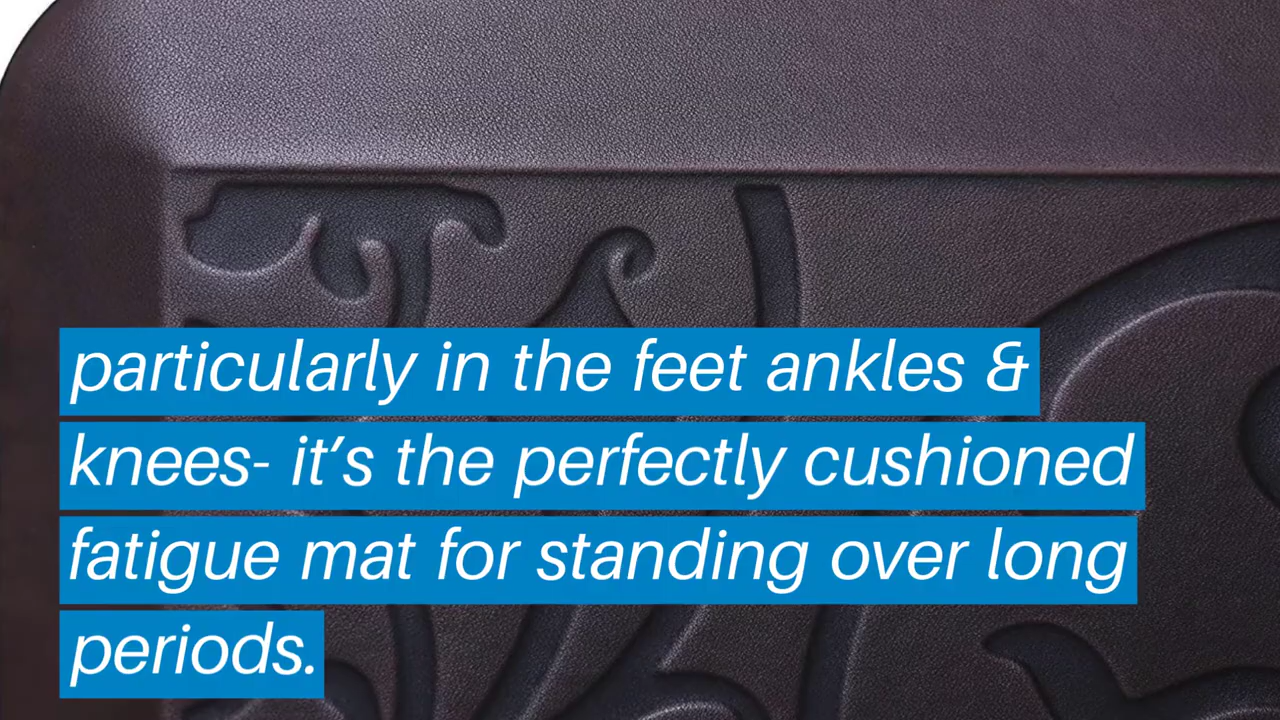 particularly in the feet ankles &
knees- it’s the perfectly cushioned
fatigue mat for standing over long
periods.